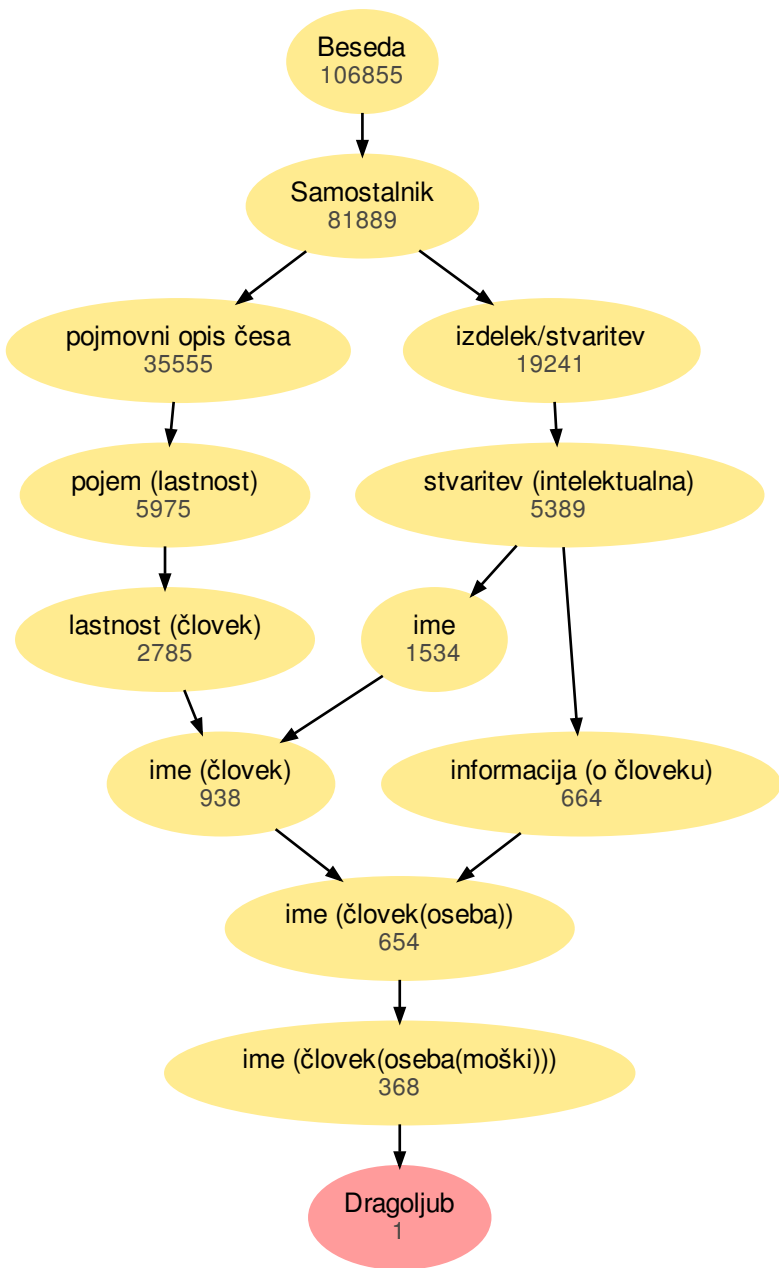 Beseda
106855
Samostalnik
81889
pojmovni opis česa
35555
izdelek/stvaritev
19241
pojem (lastnost)
5975
stvaritev (intelektualna)
5389
lastnost (človek)
2785
ime
1534
ime (človek)
938
informacija (o človeku)
664
ime (človek(oseba))
654
ime (človek(oseba(moški)))
368
Dragoljub
1